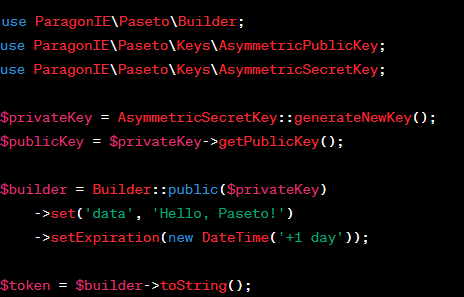 use ParagonIE\Paseto\Builder;
use ParagonIE\Paseto\Keys\AsymmetricPublicKey;
use ParagonIE\Paseto\Keys\AsymmetricSecretKey;
$privateKey = AsymmetricSecretKey::generateNewKey();
$publicKey = $privateKey->getPublicKey();
$builder = Builder::public($privateKey)
    ->set('data', 'Hello, Paseto!')
    ->setExpiration(new DateTime('+1 day'));
$token = $builder->toString();